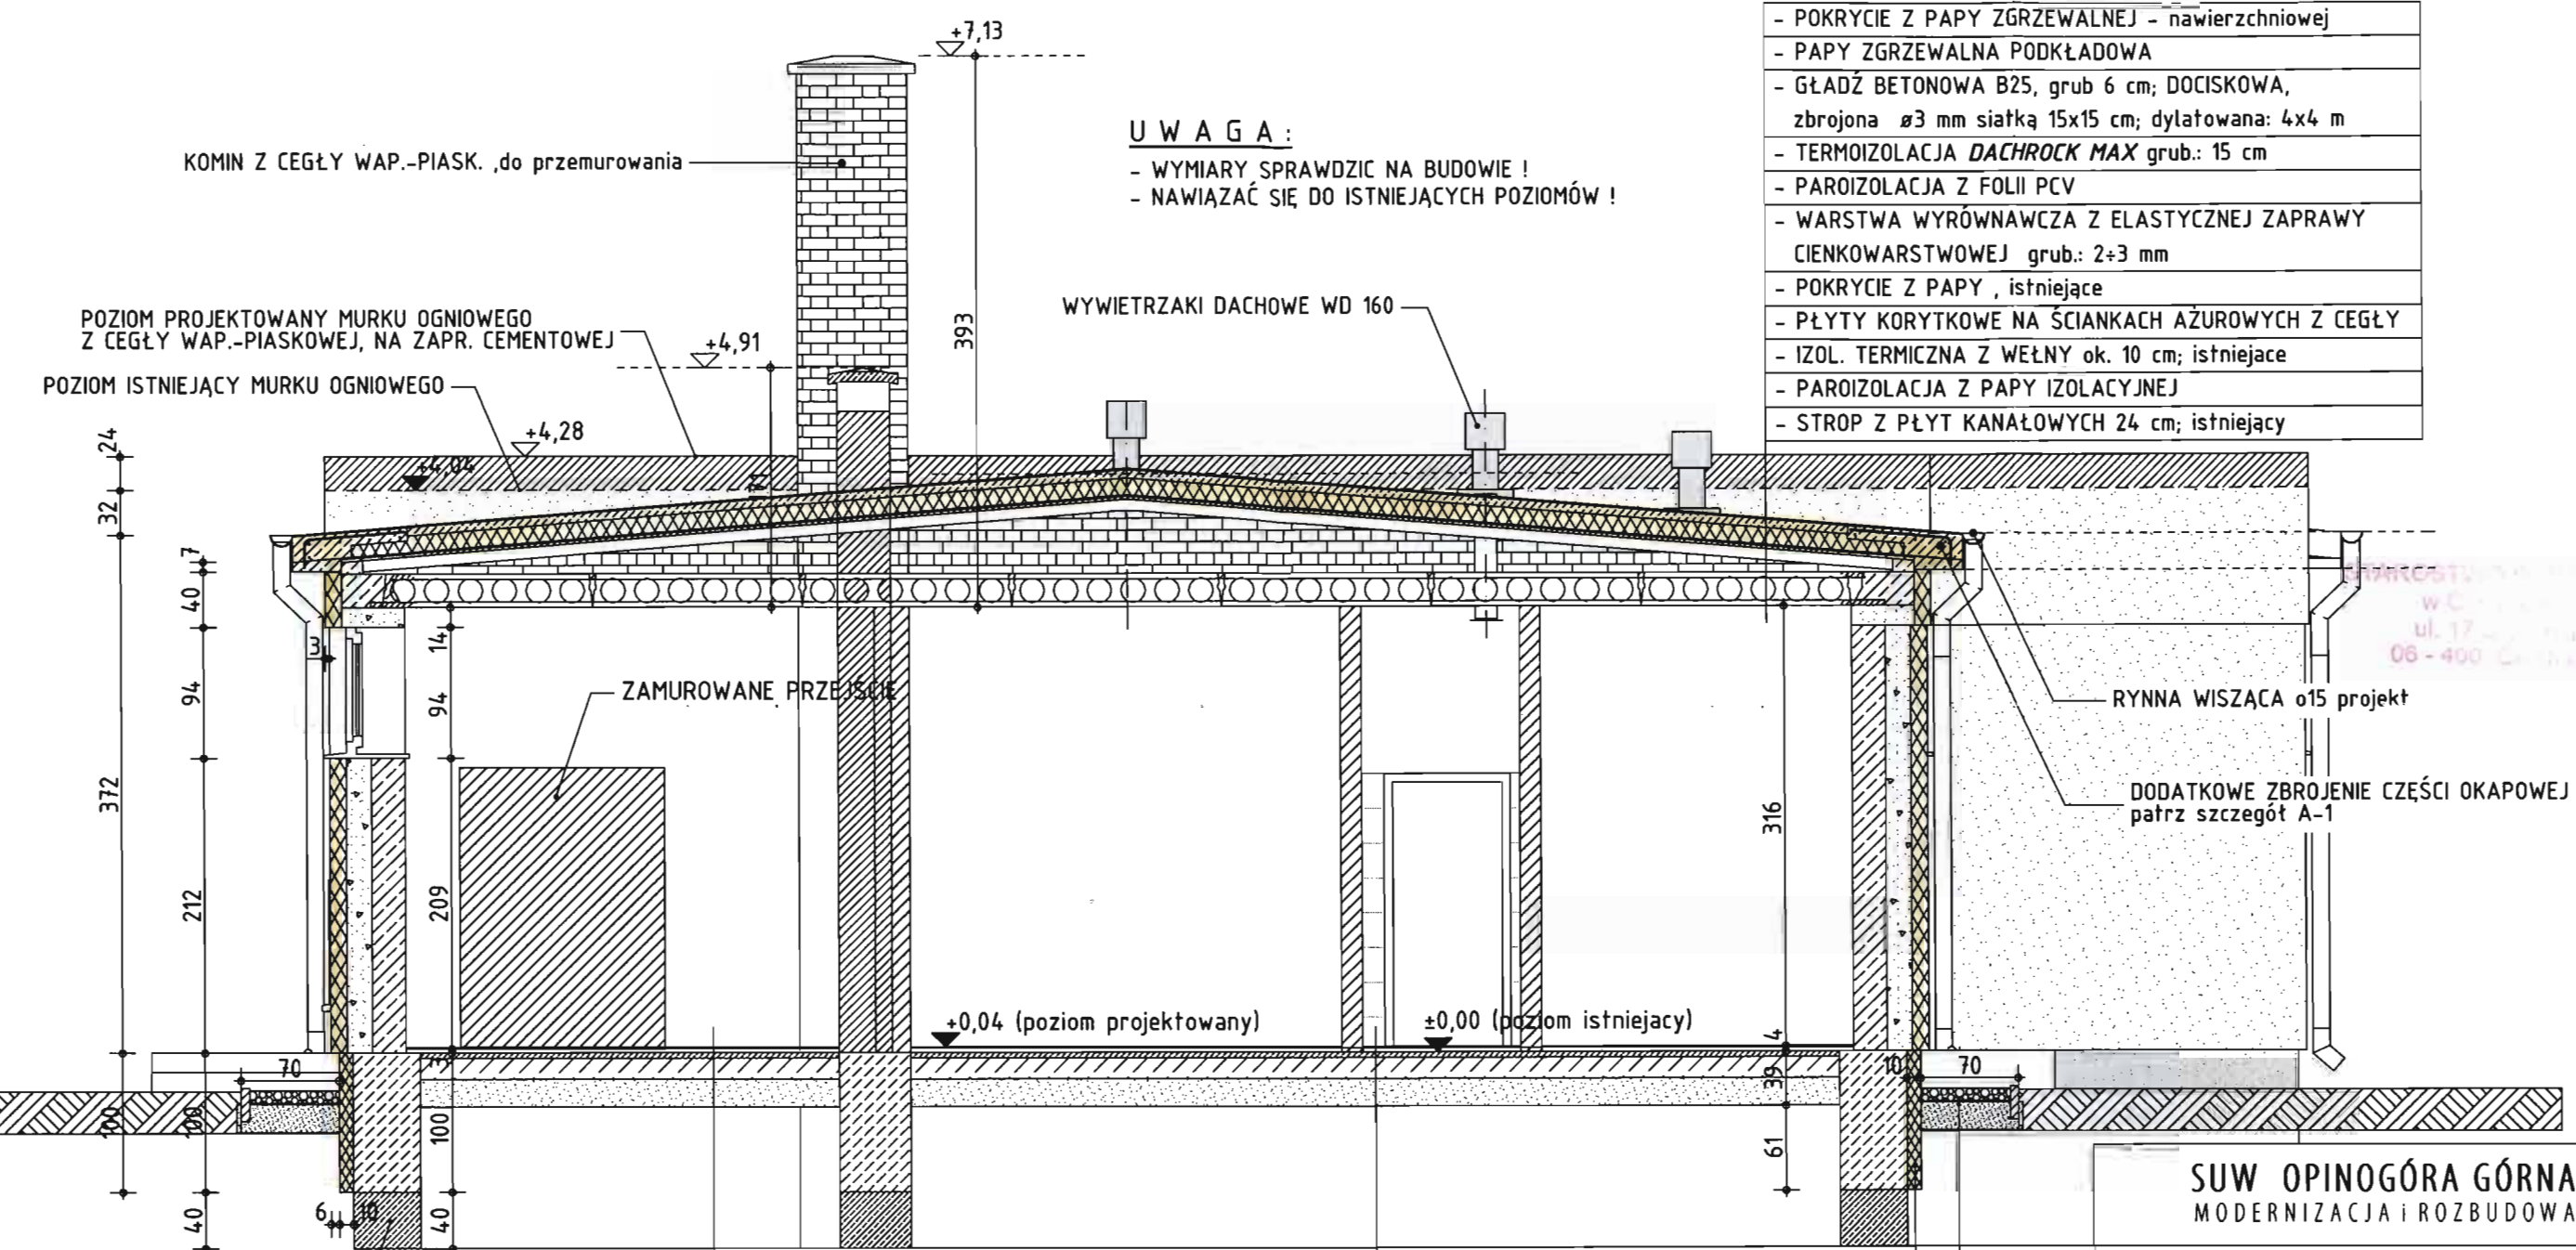 - POKRYCIE Z PAPY ZGRZEWALNEJ - nawierzchniowej
- PAPY ZGRZEWALNA PODKŁADOWA
- GŁADŹ BETONOWA B25, grub 6 cm; DOCISKOWA,
zbrojona ø3 mm siatką 15x15 cm; dylatowana: 4x4 m
- TERMOIZOLACJA DACHROCK MAX grub.: 15 cm
- PAROIZOLACJA Z FOLII PCV
- WARSTWA WYRÓWNAWCZA Z ELASTYCZNEJ ZAPRAWY
CIENKOWARSTWOWEJ grub.: 2÷3 mm
- POKRYCIE Z PAPY , istniejące
- PŁYTY KORYTKOWE NA ŚCIANKACH AŻUROWYCH Z CEGŁY
- IZOL. TERMICZNA Z WEŁNY ok. 10 cm; istniejace
- PAROIZOLACJA Z PAPY IZOLACYJNEJ
- STROP Z PŁYT KANAŁOWYCH 24 cm; istniejący
+7,13
KOMIN Z CEGŁY WAP.-PIASK. ,do przemurowania
U W A G A :
- WYMIARY SPRAWDZIC NA BUDOWIE !
- NAWIĄZAĆ SIĘ DO ISTNIEJĄCYCH POZIOMÓW !
WYWIETRZAKI DACHOWE WD 160
POZIOM PROJEKTOWANY MURKU OGNIOWEGO
Z CEGŁY WAP.-PIASKOWEJ, NA ZAPR. CEMENTOWEJ
POZIOM ISTNIEJĄCY MURKU OGNIOWEGO
+4,91
393
+4,28
+4,04
24
32
7
40
94
372
212
100
100
40
3
14
94
209
3
100
40
70
6
10
ZAMUROWANE PRZEJŚCIE
+0,04 (poziom projektowany)
±0,00 (poziom istniejacy)
316
4
39
61
10
70
RYNNA WISZĄCA o15 projekt
DODATKOWE ZBROJENIE CZĘŚCI OKAPOWEJ
patrz szczegół A-1
w C
ul. 17
06 - 400
SUW OPINOGÓRA GÓRNA
MODERNIZACJA i ROZBUDOWA